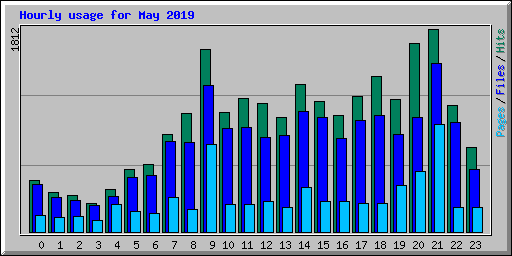 Hourly usage for May 2019
1812
Pages / Files / Hits
0 1 2 3 4 5 6 7 8 9 10 11 12 13 14 15 16 17 18 19 20 21 22 23